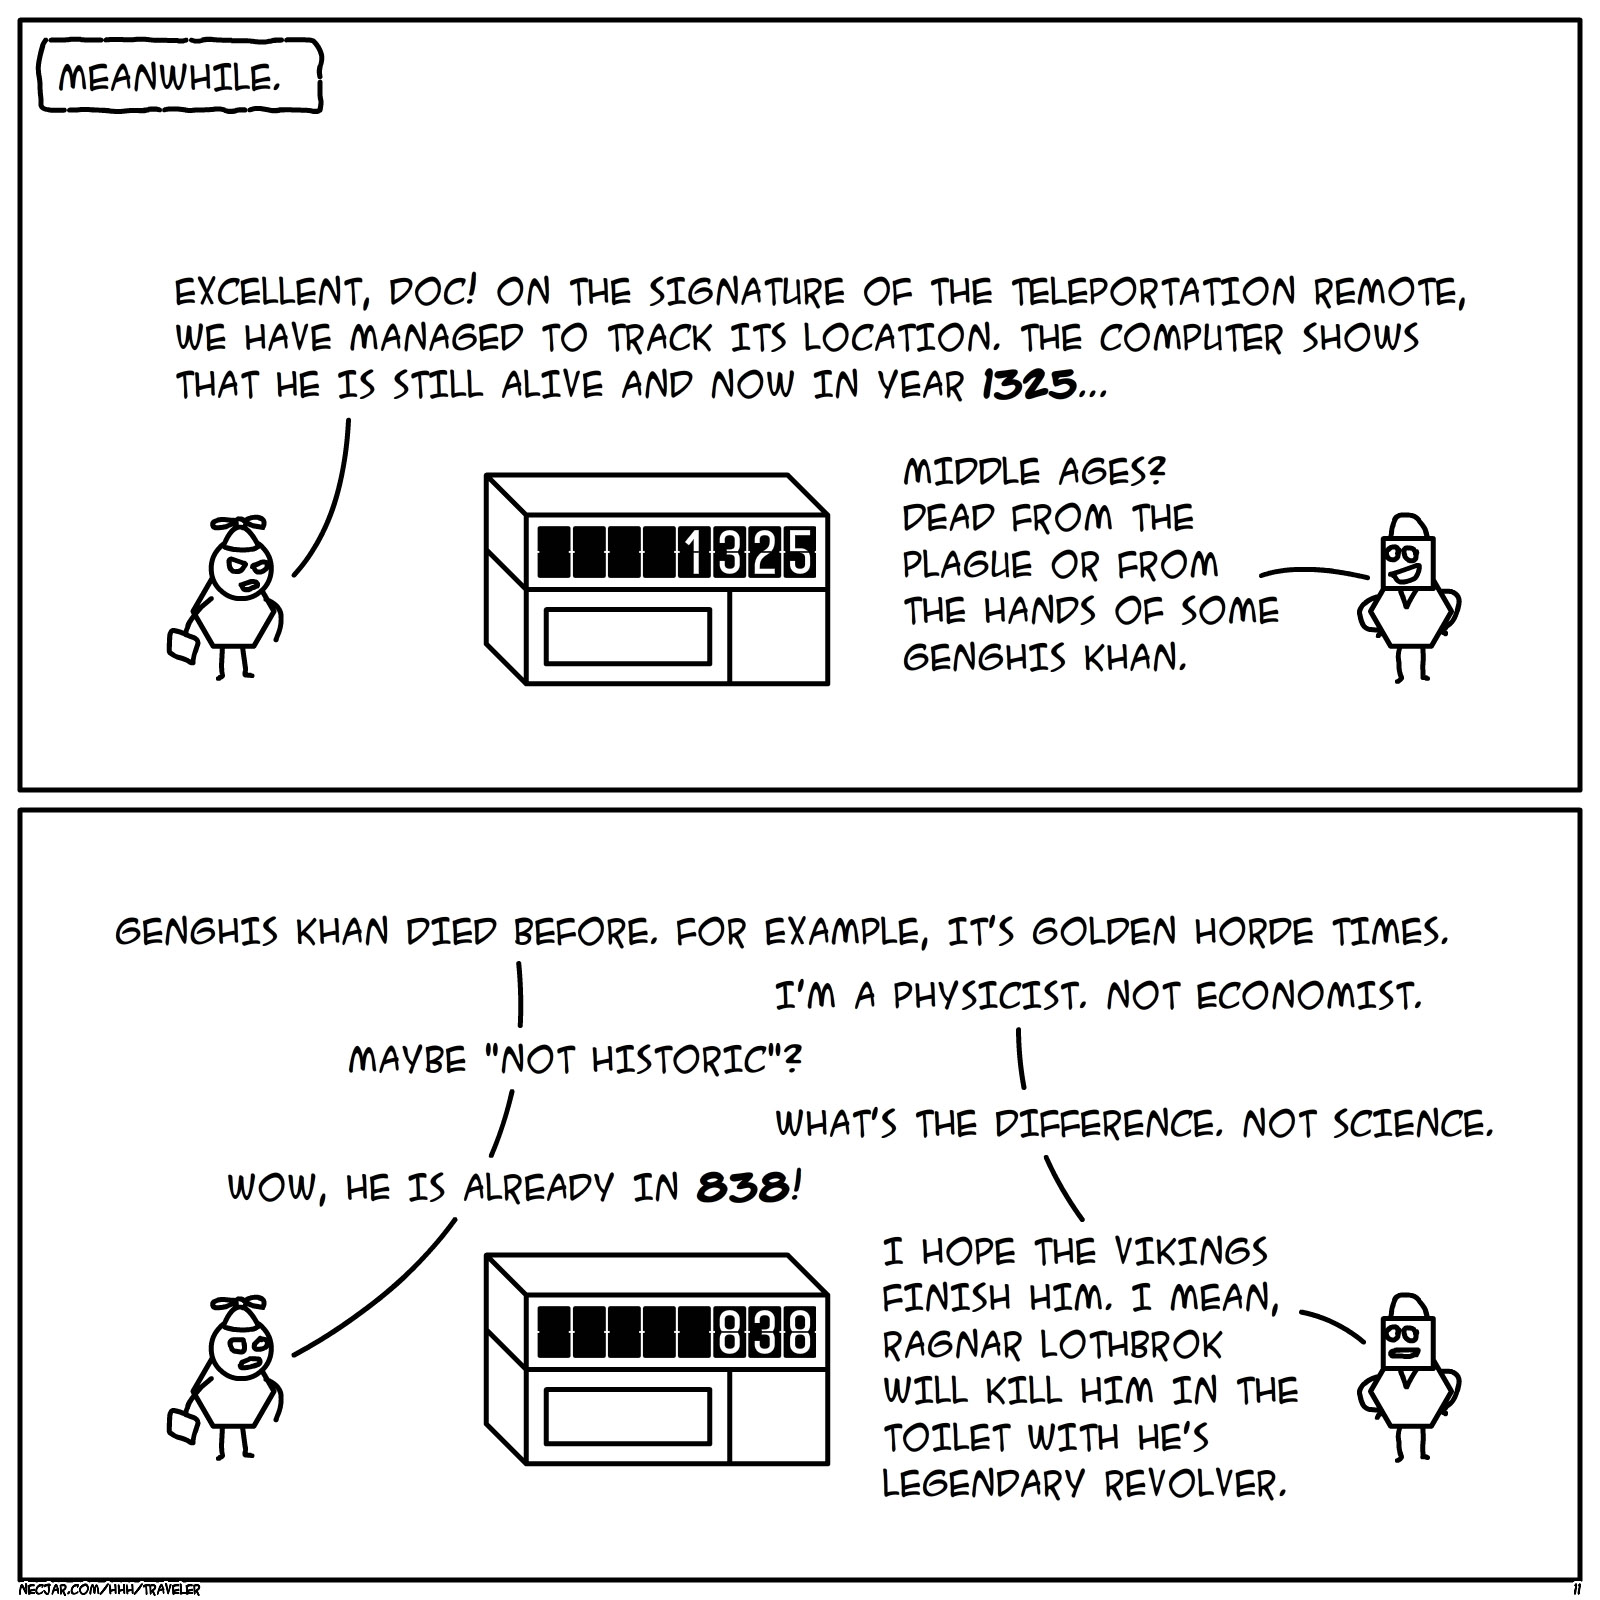 MEANWHILE.
EXCELLENT, DOC! ON THE SIGNATURE OF THE TELEPORTATION REMOTE,
WE HAVE MANAGED TO TRACK ITS LOCATION. THE COMPUTER SHOWS
THAT HE IS STILL ALIVE AND NOW IN YEAR 1325...
1325
MIDDLE AGES?
DEAD FROM THE
PLAGUE OR FROM
THE HANDS OF SOME
GENGHIS KHAN.
GENGHIS KHAN DIED BEFORE. FOR EXAMPLE, IT'S GOLDEN HORDE TIMES.
I'M A PHYSICIST. NOT ECONOMIST.
MAYBE "NOT HISTORIC"?
WHAT'S THE DIFFERENCE. NOT SCIENCE.
WOW, HE IS ALREADY IN 838!
838
I HOPE THE VIKINGS
FINISH HIM. I MEAN,
RAGNAR LOTHBROK
WILL KILL HIM IN THE
TOILET WITH HE'S
LEGENDARY REVOLVER.
NECJAR.COM/HHH/TRAVELER
11